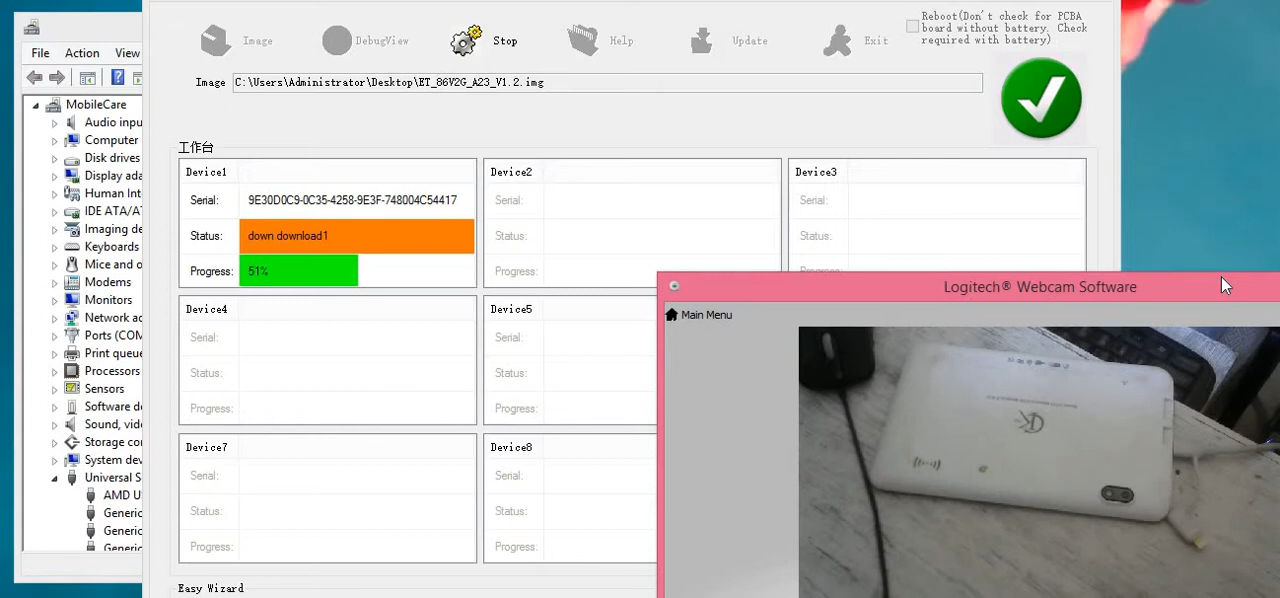 File Action View
MobileCare
Audio inpu
Computer
Disk drives
Display ada
Human Int
IDE ATA/AT
Imaging de
Keyboards
Mice and o
Modems
Monitors
Network ac
Ports (COM
Print queue
Processors
Sensors
Software de
Sound, vide
Storage con
System dev
Universal S
AMD U
Generic
Generic
Generic
Image DebugView Stop Help Update Exit
Reboot(Don't check for PCBA
board without battery. Check
required with battery)
Image C:\Users\Administrator\Desktop\ET_86V2G_A23_V1.2.img
工作台
Device1
Serial: 9E30D0C9-0C35-4258-9E3F-748004C54417
Status: down download1
Progress: 51%
Device2
Serial:
Status:
Progress:
Device3
Serial:
Status:
Progress:
Device4
Serial:
Status:
Progress:
Device5
Serial:
Status:
Progress:
Device7
Serial:
Status:
Progress:
Device8
Serial:
Status:
Progress:
Easy Wizard
Logitech® Webcam Software
Main Menu